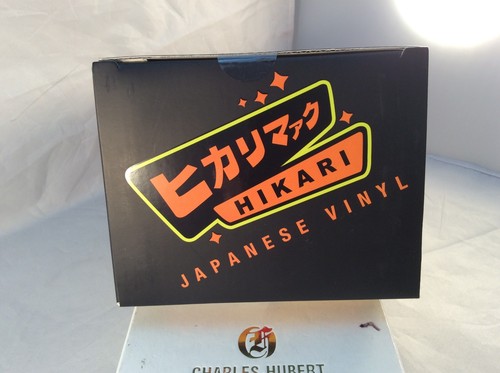 ヒカリマァク
HIKARI
JAPANESE VINYL
CHARLES HUBERT